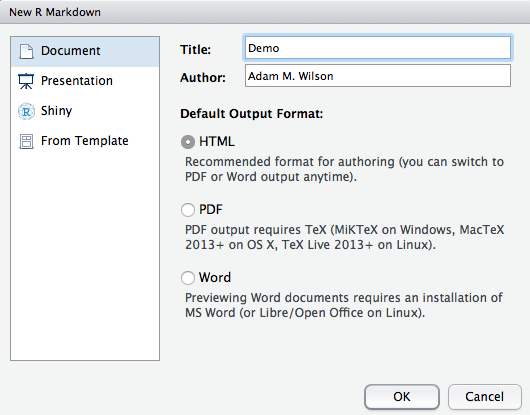 New R Markdown
Document
Presentation
Shiny
From Template
Title: Demo
Author: Adam M. Wilson
Default Output Format:
HTML
Recommended format for authoring (you can switch to
PDF or Word output anytime).
PDF
PDF output requires TeX (MiKTeX on Windows, MacTeX
2013+ on OS X, TeX Live 2013+ on Linux).
Word
Previewing Word documents requires an installation of
MS Word (or Libre/Open Office on Linux).
OK Cancel